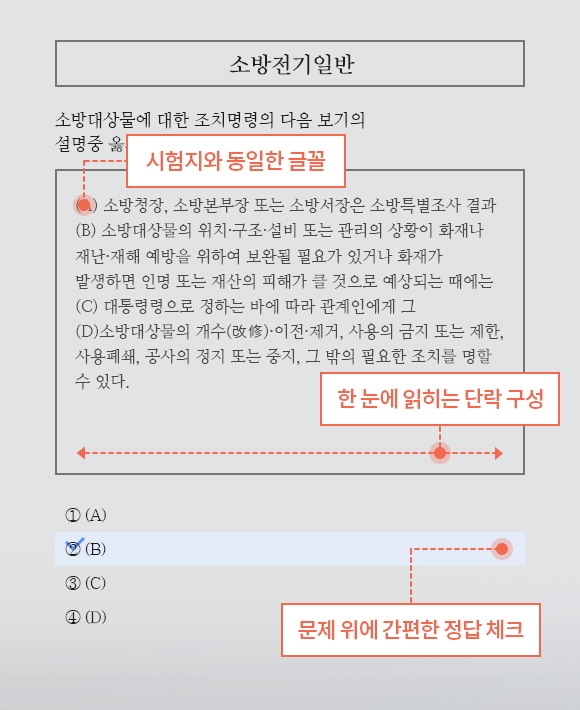 소방전기일반
소방대상물에 대한 조치명령의 다음 보기의
설명중 옳
시험지와 동일한 글꼴
(A) 소방청장, 소방본부장 또는 소방서장은 소방특별조사 결과
(B) 소방대상물의 위치·구조·설비 또는 관리의 상황이 화재나
재난·재해 예방을 위하여 보완될 필요가 있거나 화재가
발생하면 인명 또는 재산의 피해가 클 것으로 예상되는 때에는
(C) 대통령령으로 정하는 바에 따라 관계인에게 그
(D)소방대상물의 개수(改修)·이전·제거, 사용의 금지 또는 제한,
사용폐쇄, 공사의 정지 또는 중지, 그 밖의 필요한 조치를 명할
수 있다.
한 눈에 읽히는 단락 구성
① (A)
② (B)
③ (C)
④ (D)
문제 위에 간편한 정답 체크